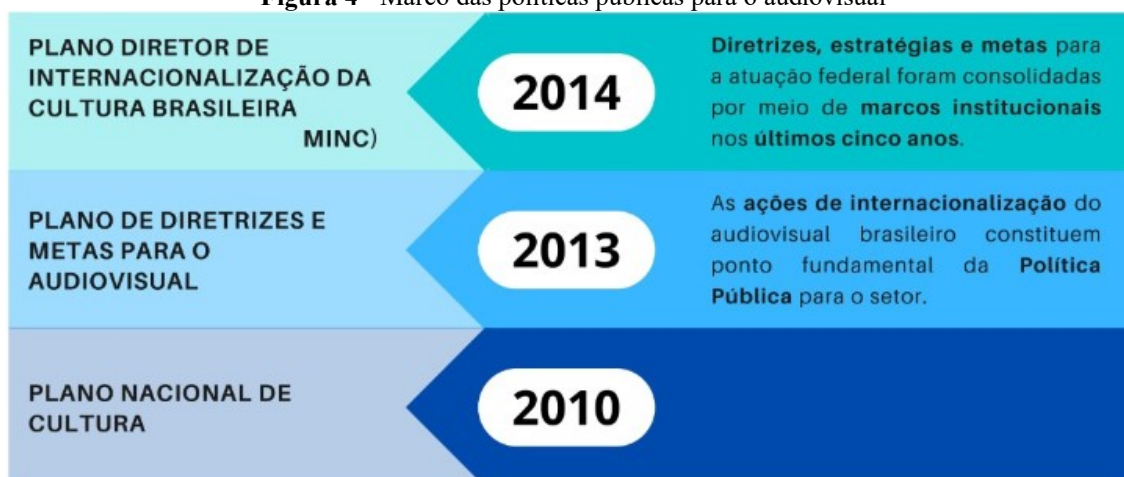 Figura 4 - Marco das políticas públicas para o audiovisual
PLANO DIRETOR DE
INTERNACIONALIZAÇÃO DA
CULTURA BRASILEIRA
MINC)
2014
Diretrizes, estratégias e metas para
a atuação federal foram consolidadas
por meio de marcos institucionais
nos últimos cinco anos.
PLANO DE DIRETRIZES E
METAS PARA O
AUDIOVISUAL
2013
As ações de internacionalização do
audiovisual brasileiro constituem
ponto fundamental da Política
Pública para o setor.
PLANO NACIONAL DE
CULTURA
2010